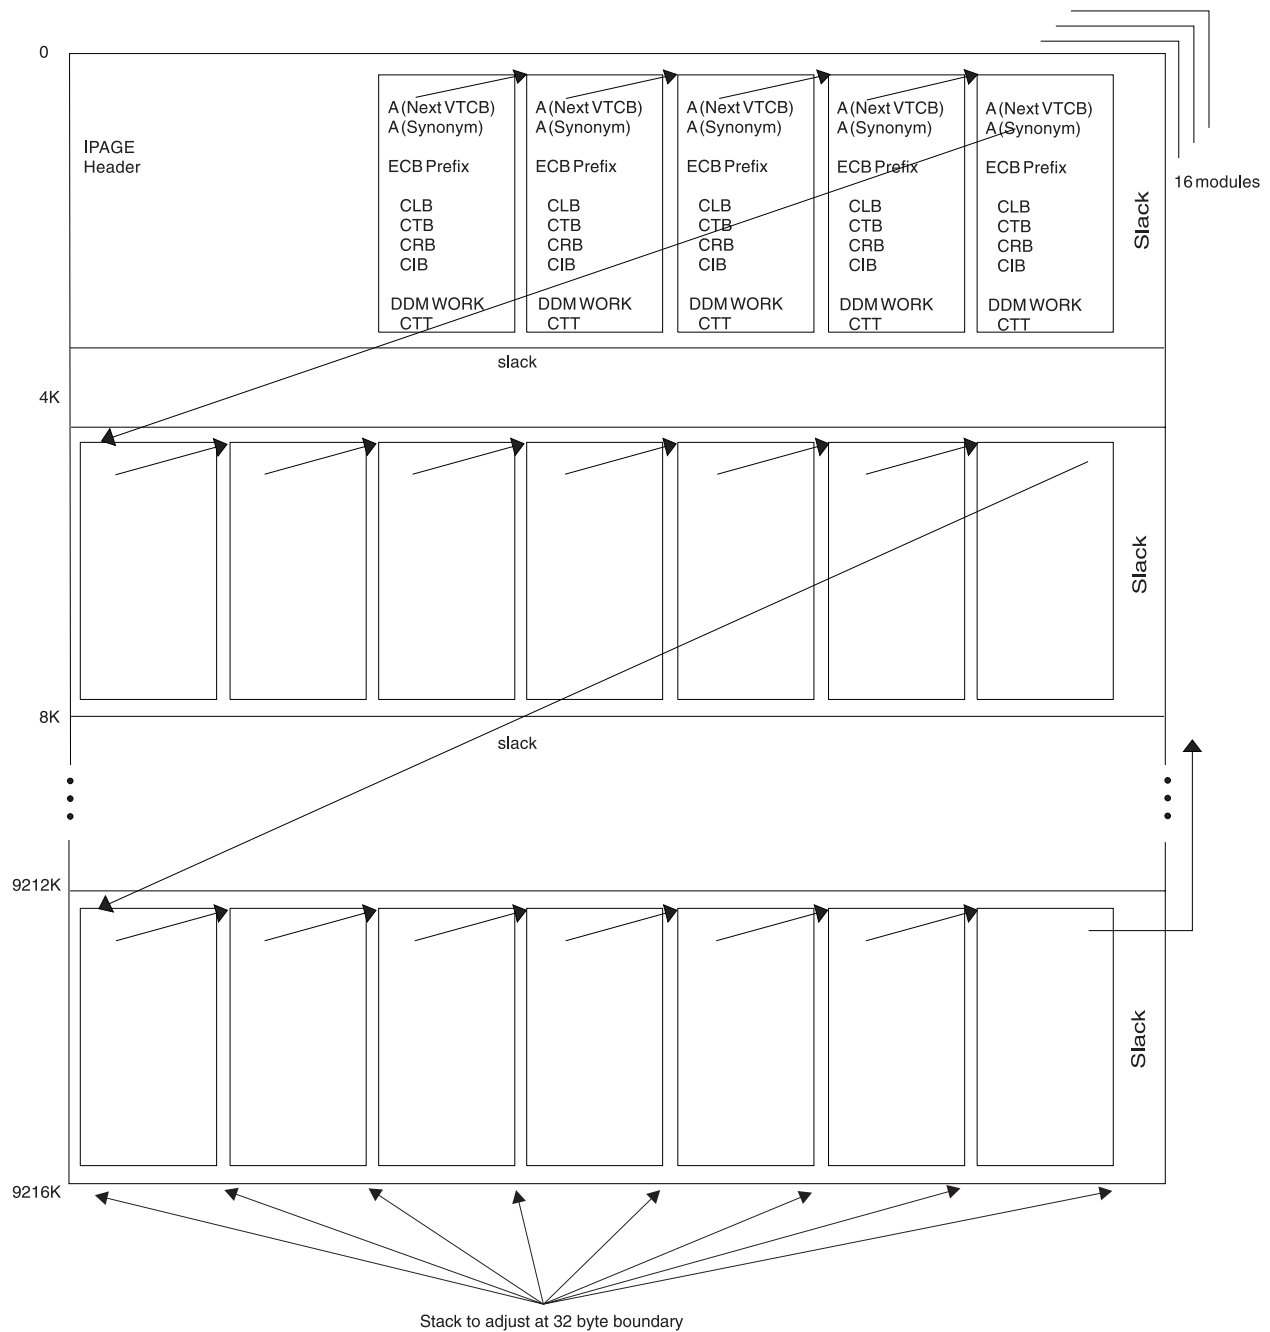 0
IPAGE
Header
A (Next VTCB)
A (Synonym)
ECB Prefix
CLB
CTB
CRB
CIB
DDM WORK
CTT
A (Next VTCB)
A (Synonym)
ECB Prefix
CLB
CTB
CRB
CIB
DDM WORK
CTT
A (Next VTCB)
A (Synonym)
ECB Prefix
CLB
CTB
CRB
CIB
DDM WORK
CTT
A (Next VTCB)
A (Synonym)
ECB Prefix
CLB
CTB
CRB
CIB
DDM WORK
CTT
A (Next VTCB)
A (Synonym)
ECB Prefix
CLB
CTB
CRB
CIB
DDM WORK
CTT
Slack
16 modules
slack
4K
Slack
8K
slack
9212K
Slack
9216K
Stack to adjust at 32 byte boundary